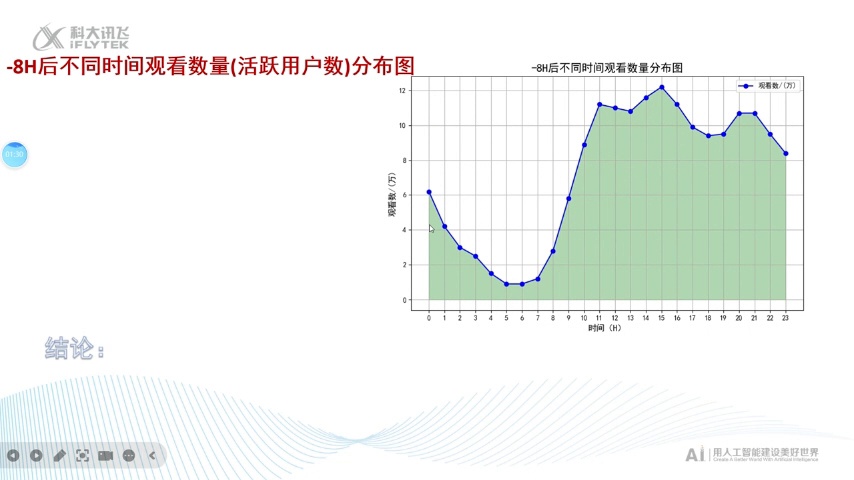 科大讯飞
iFLYTEK
-8H后不同时间观看数量(活跃用户数)分布图
-8H后不同时间观看数量分布图
观看数/(万)
01:30
观看数/(万)
12
10
8
6
4
2
0
0 1 2 3 4 5 6 7 8 9 10 11 12 13 14 15 16 17 18 19 20 21 22 23
时间（H）
结论：
AI 用人工智能建设美好世界
Create A Better World With Artificial Intelligence